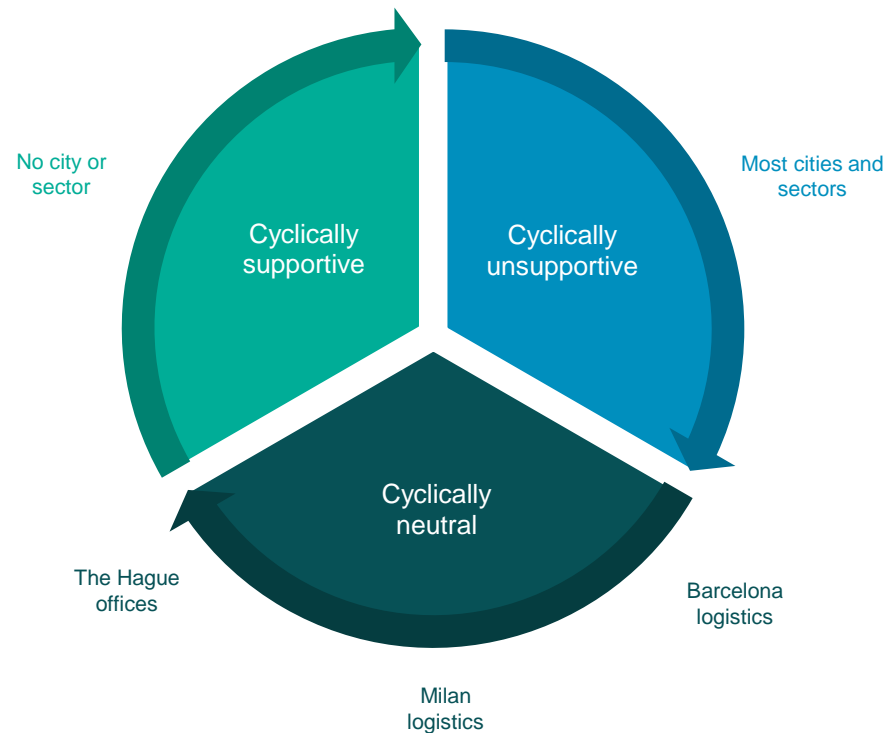 No city or
sector
Most cities and
sectors
Cyclically
supportive
Cyclically
unsupportive
Cyclically
neutral
The Hague
offices
Barcelona
logistics
Milan
logistics